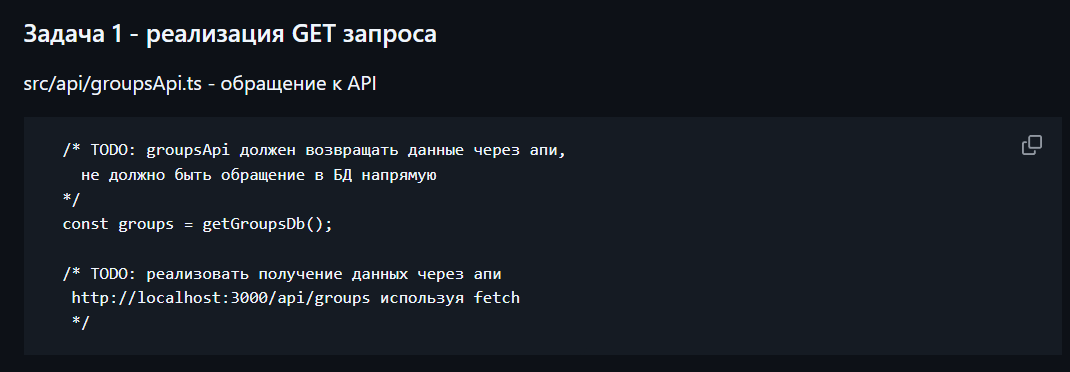 Задача 1 - реализация GET запроса
src/api/groupsApi.ts - обращение к API
/* TODO: groupsApi должен возвращать данные через апи,
не должно быть обращение в БД напрямую
*/
const groups = getGroupsDb();
/* TODO: реализовать получение данных через апи
http://localhost:3000/api/groups используя fetch
*/